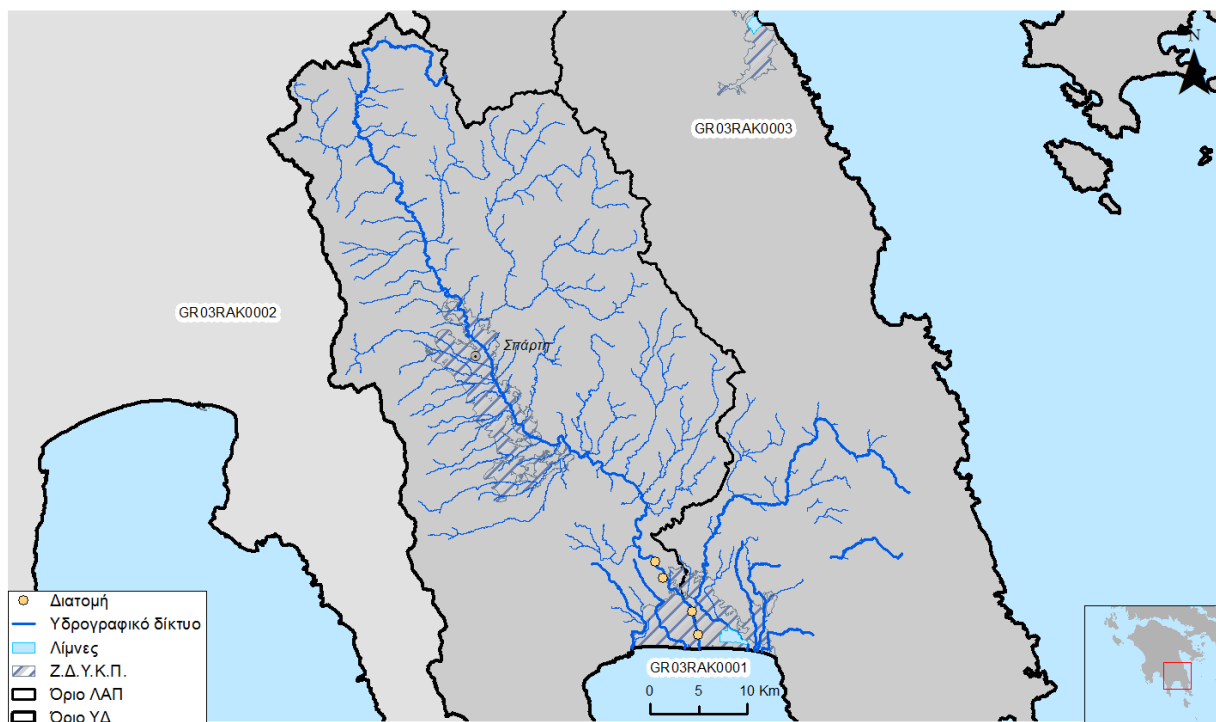 N
GR03RAK0003
GR03RAK0002
Σπάρτη
GR03RAK0001
0 5 10 Km
Διατομή
Υδρογραφικό δίκτυο
Λίμνες
Ζ.Δ.Υ.Κ.Π.
Όριο ΛΑΠ
Όριο ΥΔ